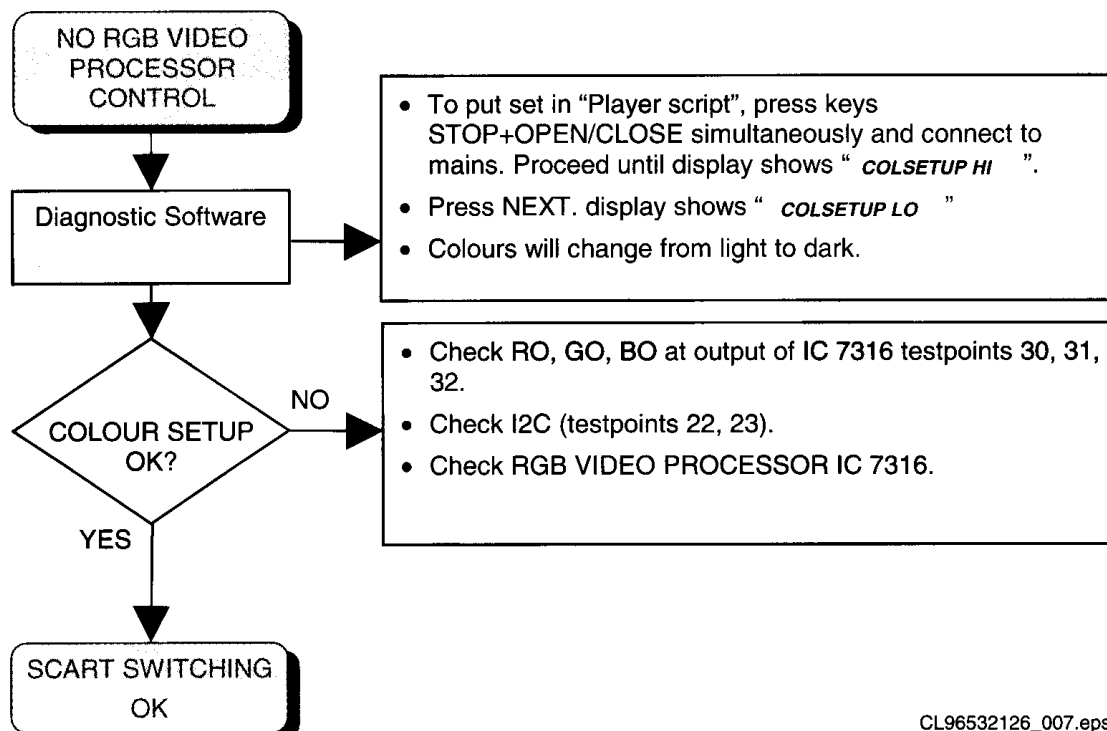 NO RGB VIDEO
PROCESSOR
CONTROL
• To put set in “Player script”, press keys
STOP+OPEN/CLOSE simultaneously and connect to
mains. Proceed until display shows “ COLSETUP HI ”.
• Press NEXT. display shows “ COLSETUP LO ”
• Colours will change from light to dark.
Diagnostic Software
• Check RO, GO, BO at output of IC 7316 testpoints 30, 31,
32.
• Check I2C (testpoints 22, 23).
• Check RGB VIDEO PROCESSOR IC 7316.
NO
COLOUR SETUP
OK?
YES
SCART SWITCHING
OK
CL96532126_007.eps